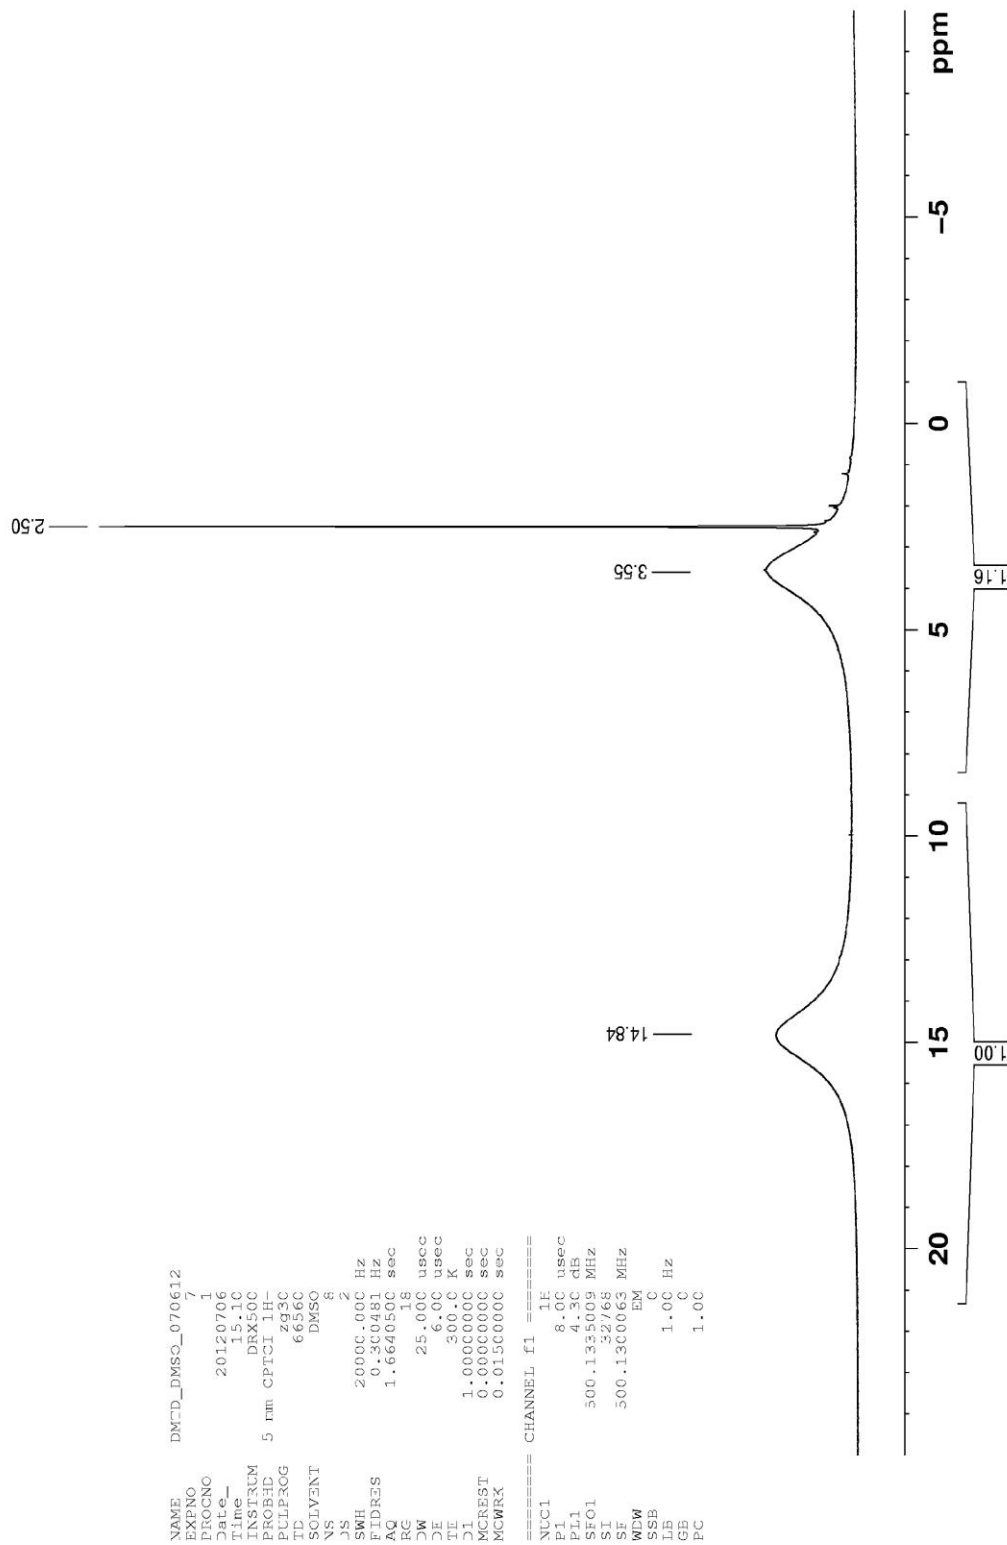 NAME DMTD_DMSO_070612
EXPNO 7
PROCNO 1
Date_ 20120706
Time 15.10
INSTRUM DRX500
PROBHD 5 mm CPTCI 1H-
PULPROG zg30
TD 66560
SOLVENT DMSO
NS 8
DS 2
SWH 20000.000 Hz
FIDRES 0.300481 Hz
AQ 1.6640500 sec
RG 18
DW 25.000 usec
DE 6.00 usec
TE 300.0 K
D1 1.00000000 sec
MCREST 0.00000000 sec
MCWRK 0.01500000 sec
======== CHANNEL f1 ========
NUC1 1H
P1 8.00 usec
PL1 4.30 dB
SFO1 500.1335009 MHz
SI 32768
SF 500.1300063 MHz
WDW EM
SSB 0
LB 1.00 Hz
GB 0
PC 1.00
14.84
3.55
2.50
20 15 10 5 0 -5 ppm
1.00
1.16